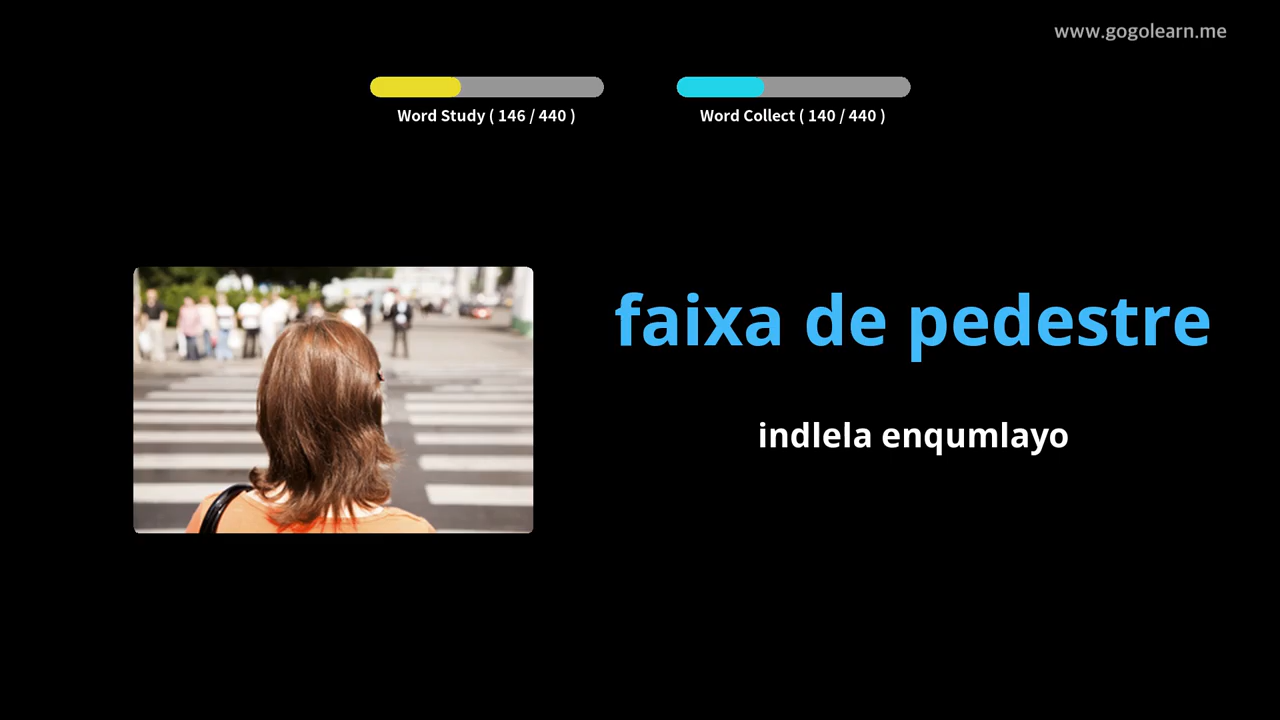 www.gogolearn.me
Word Study ( 146 / 440 )
Word Collect ( 140 / 440 )
faixa de pedestre
indlela enqumlayo